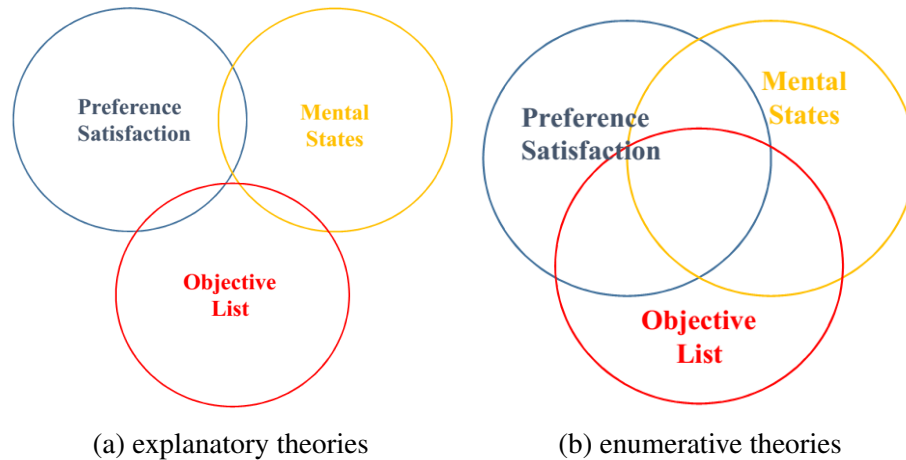 Preference
Satisfaction
Mental
States
Objective
List
(a) explanatory theories
Preference
Satisfaction
Mental
States
Objective
List
(b) enumerative theories